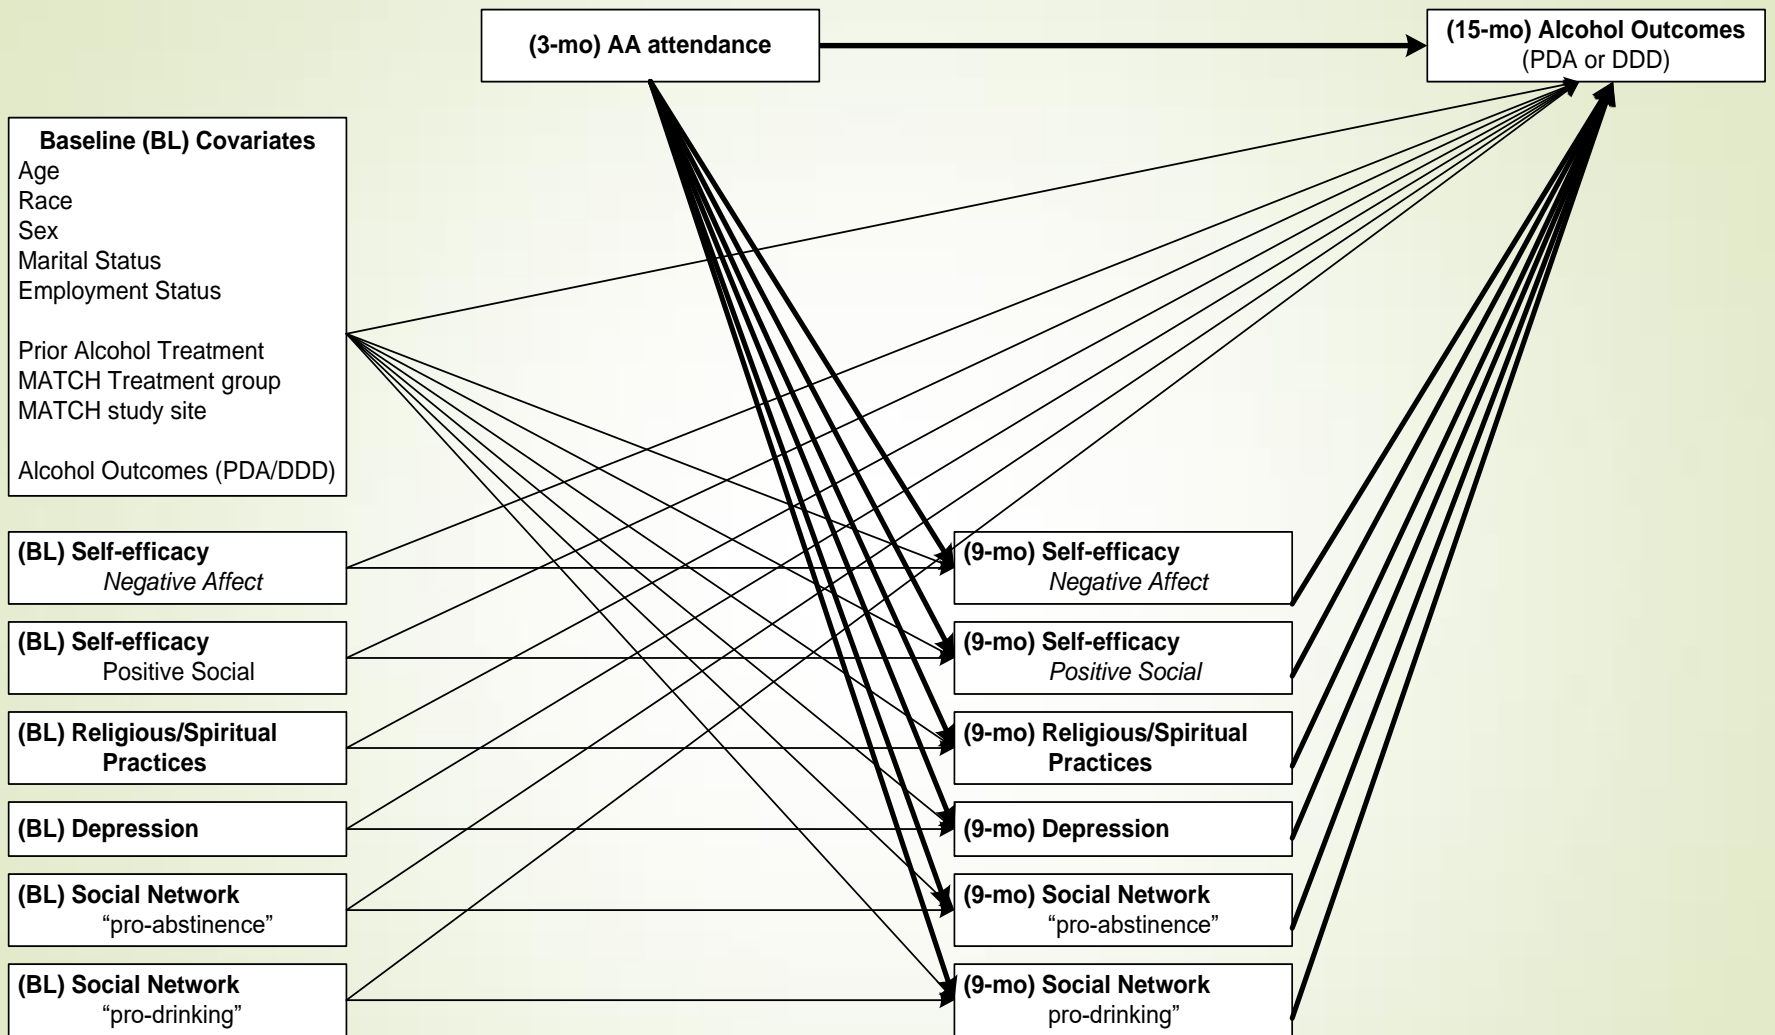 (3-mo) AA attendance
(15-mo) Alcohol Outcomes
(PDA or DDD)
Baseline (BL) Covariates
Age
Race
Sex
Marital Status
Employment Status
Prior Alcohol Treatment
MATCH Treatment group
MATCH study site
Alcohol Outcomes (PDA/DDD)
(BL) Self-efficacy
Negative Affect
(BL) Self-efficacy
Positive Social
(BL) Religious/Spiritual
Practices
(BL) Depression
(BL) Social Network
“pro-abstinence”
(BL) Social Network
“pro-drinking”
(9-mo) Self-efficacy
Negative Affect
(9-mo) Self-efficacy
Positive Social
(9-mo) Religious/Spiritual
Practices
(9-mo) Depression
(9-mo) Social Network
“pro-abstinence”
(9-mo) Social Network
pro-drinking”